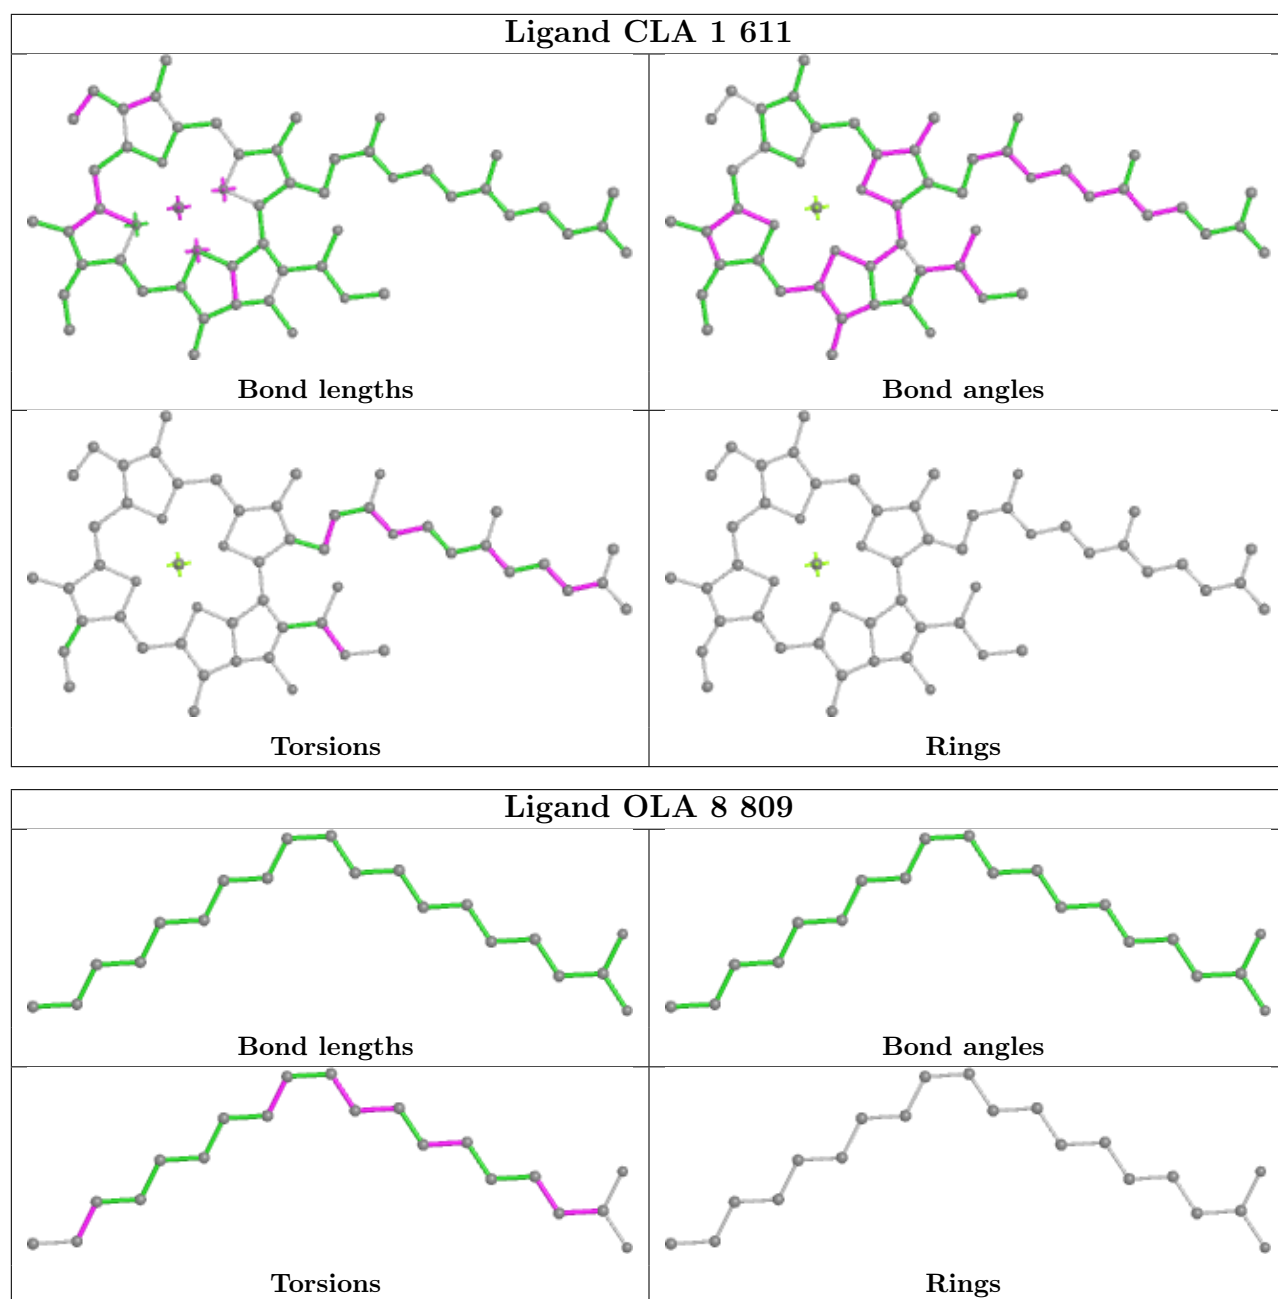 Ligand CLA 1 611
Bond lengths
Bond angles
Torsions
Rings
Ligand OLA 8 809
Bond lengths
Bond angles
Torsions
Rings